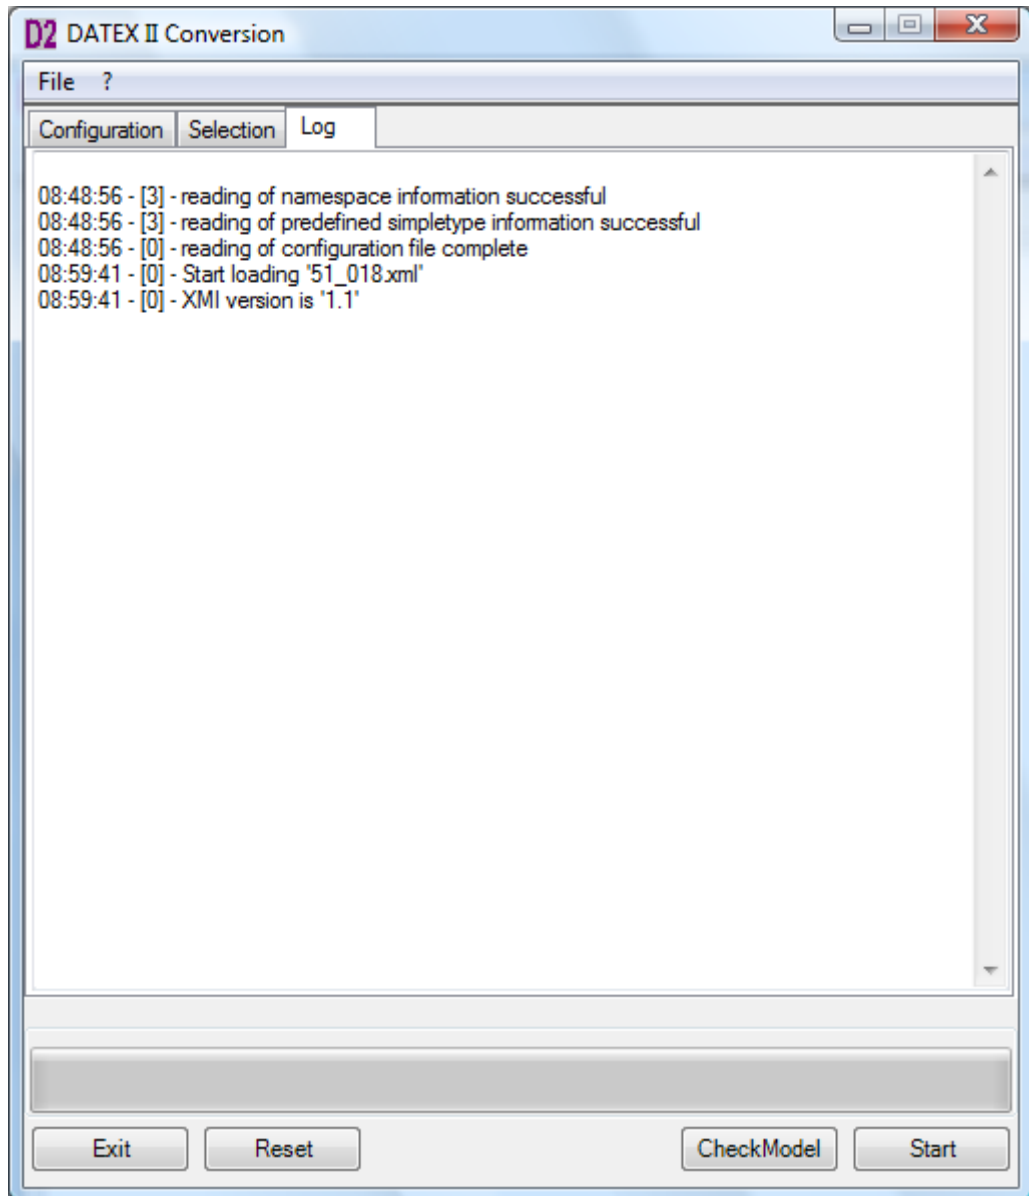 D2 DATEX II Conversion
File ?
Configuration Selection Log
08:48:56 - [3] - reading of namespace information successful
08:48:56 - [3] - reading of predefined simpletype information successful
08:48:56 - [0] - reading of configuration file complete
08:59:41 - [0] - Start loading '51_018.xml'
08:59:41 - [0] - XMI version is '1.1'
Exit Reset CheckModel Start